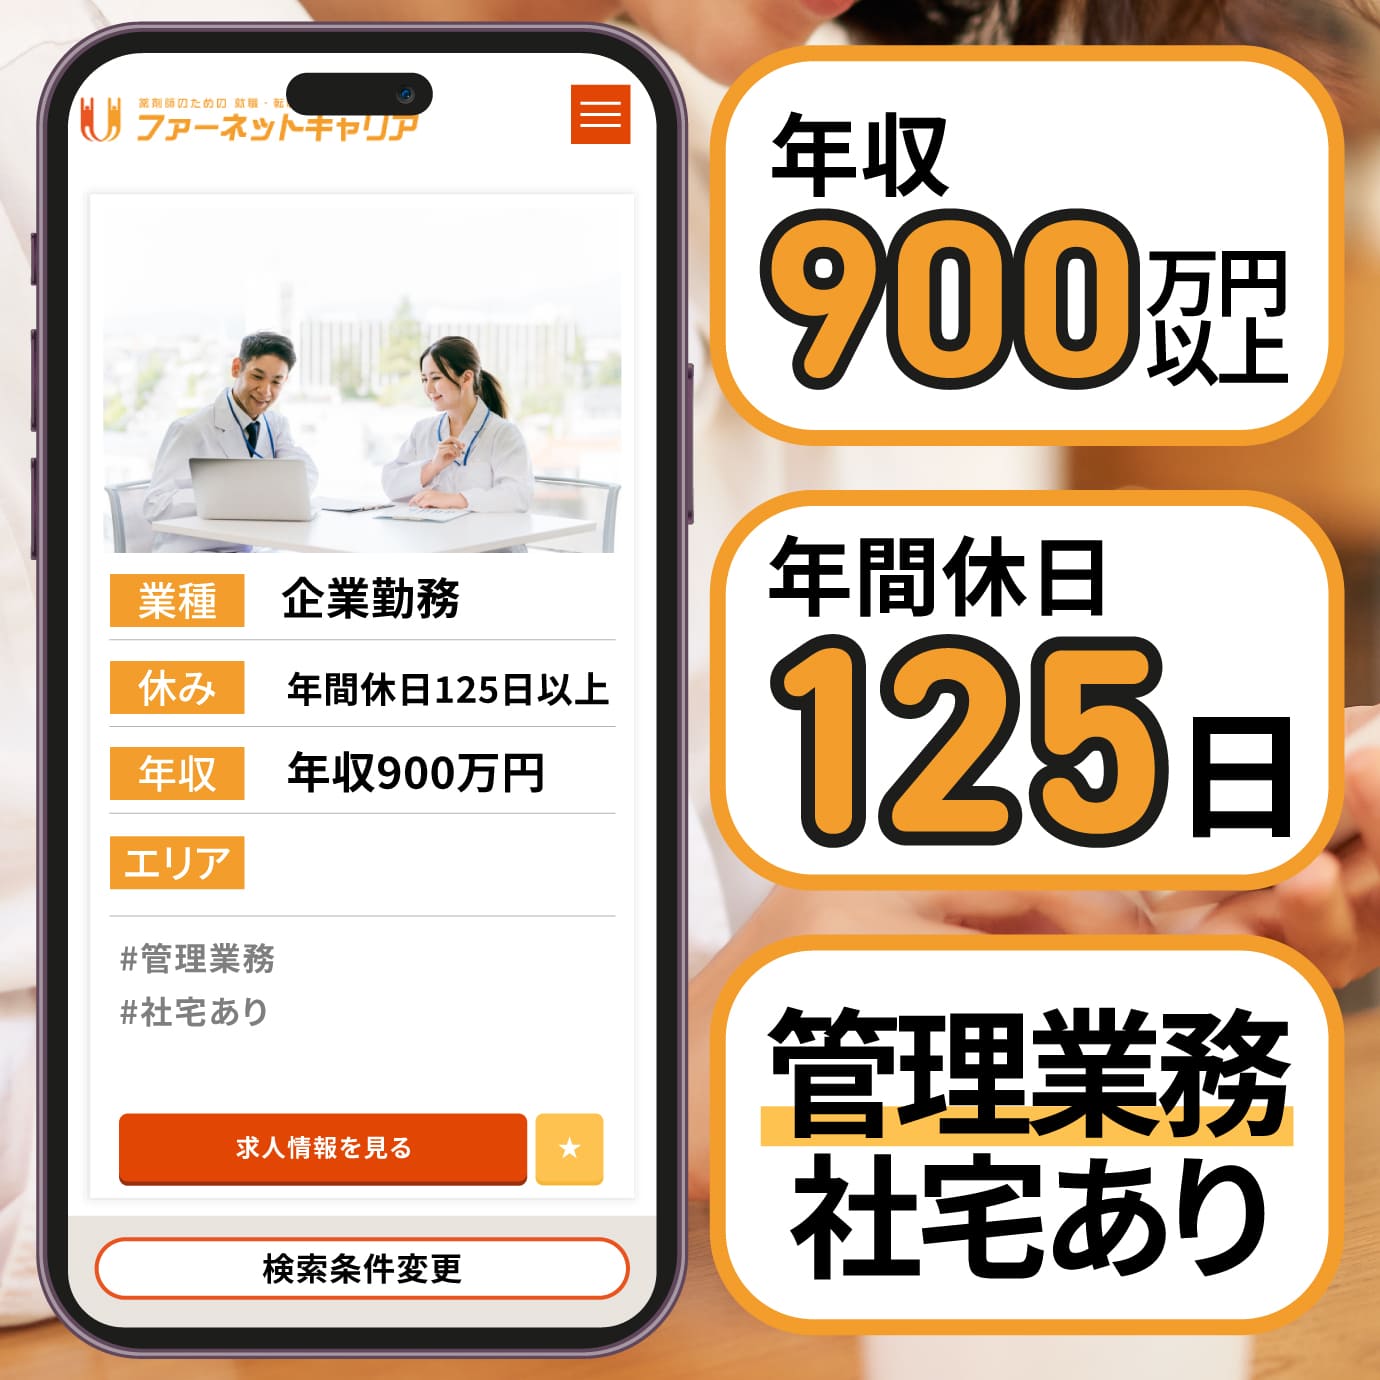 薬剤師のための 就職・転
ファーネットキャリア
業種 企業勤務
休み 年間休日125日以上
年収 年収900万円
エリア
#管理業務
#社宅あり
求人情報を見る
検索条件変更
年収
900万円以上
年間休日
125日
管理業務
社宅あり